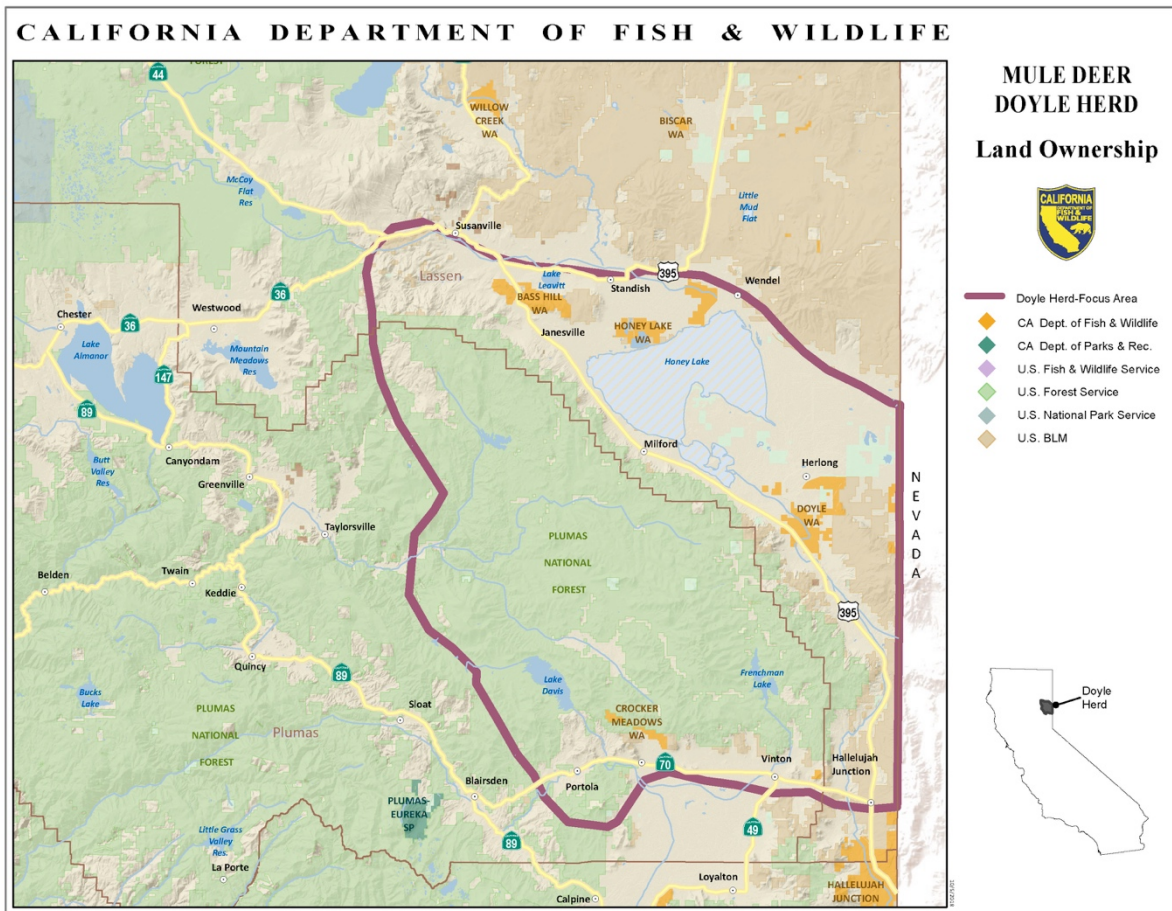 CALIFORNIA DEPARTMENT OF FISH & WILDLIFE
MULE DEER
DOYLE HERD
Land Ownership
CALIFORNIA
DEPARTMENT OF
FISH &
WILDLIFE
Doyle Herd-Focus Area
CA Dept. of Fish & Wildlife
CA Dept. of Parks & Rec.
U.S. Fish & Wildlife Service
U.S. Forest Service
U.S. National Park Service
U.S. BLM
Doyle
Herd
NEVADA
FOREST
44
WILLOW
CREEK
WA
BISCAR
WA
McCoy
Flat
Res
Little
Mud
Flat
Susanville
Lassen
395
Wendel
Lake
Leavitt
Standish
36
BASS HILL
WA
Westwood
Chester
36
Janesville
HONEY LAKE
WA
Lake
Almanor
Mountain
Meadows
Res
Honey Lake
147
89
Milford
Canyondam
Butt
Valley
Res
Greenville
Herlong
DOYLE
WA
Taylorsville
PLUMAS
NATIONAL
FOREST
Belden
Twain
Keddie
395
Quincy
89
Lake
Davis
Frenchman
Lake
Bucks
Lake
Sloat
PLUMAS
NATIONAL
FOREST
Plumas
CROCKER
MEADOWS
WA
70
Vinton
Hallelujah
Junction
Portola
Blairsden
PLUMAS-
EUREKA
SP
Little Grass
Valley
Res.
49
89
La Porte
Loyalton
Calpine
HALLELUJAH
JUNCTION